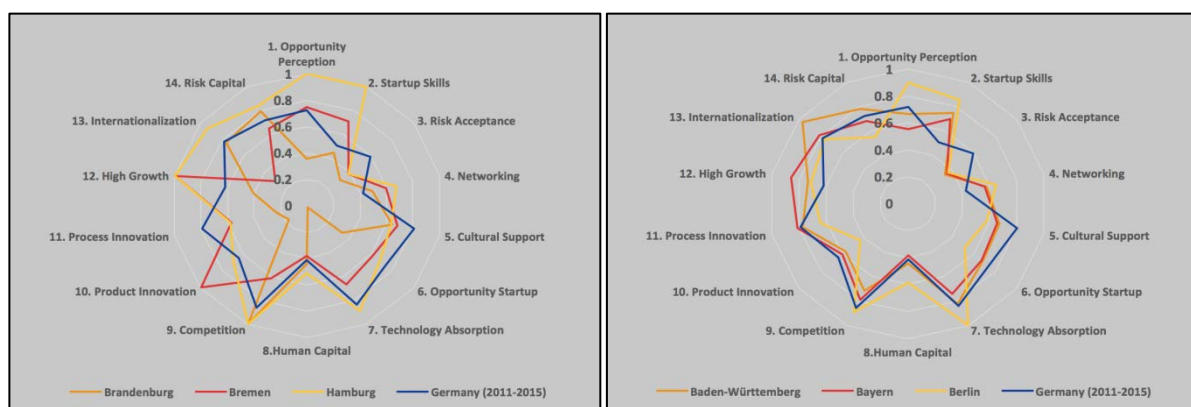 1. Opportunity
Perception
2. Startup Skills
3. Risk Acceptance
4. Networking
5. Cultural Support
6. Opportunity Startup
7. Technology Absorption
8.Human Capital
9. Competition
10. Product Innovation
11. Process Innovation
12. High Growth
13. Internationalization
14. Risk Capital
1
0.8
0.6
0.4
0.2
0
Brandenburg
Bremen
Hamburg
Germany (2011-2015)
1. Opportunity Perception
2. Startup Skills
3. Risk Acceptance
4. Networking
5. Cultural Support
6. Opportunity Startup
7. Technology Absorption
8.Human Capital
9. Competition
10. Product Innovation
11. Process Innovation
12. High Growth
13. Internationalization
14. Risk Capital
1
0.8
0.6
0.4
0.2
0
Baden-Württemberg
Bayern
Berlin
Germany (2011-2015)